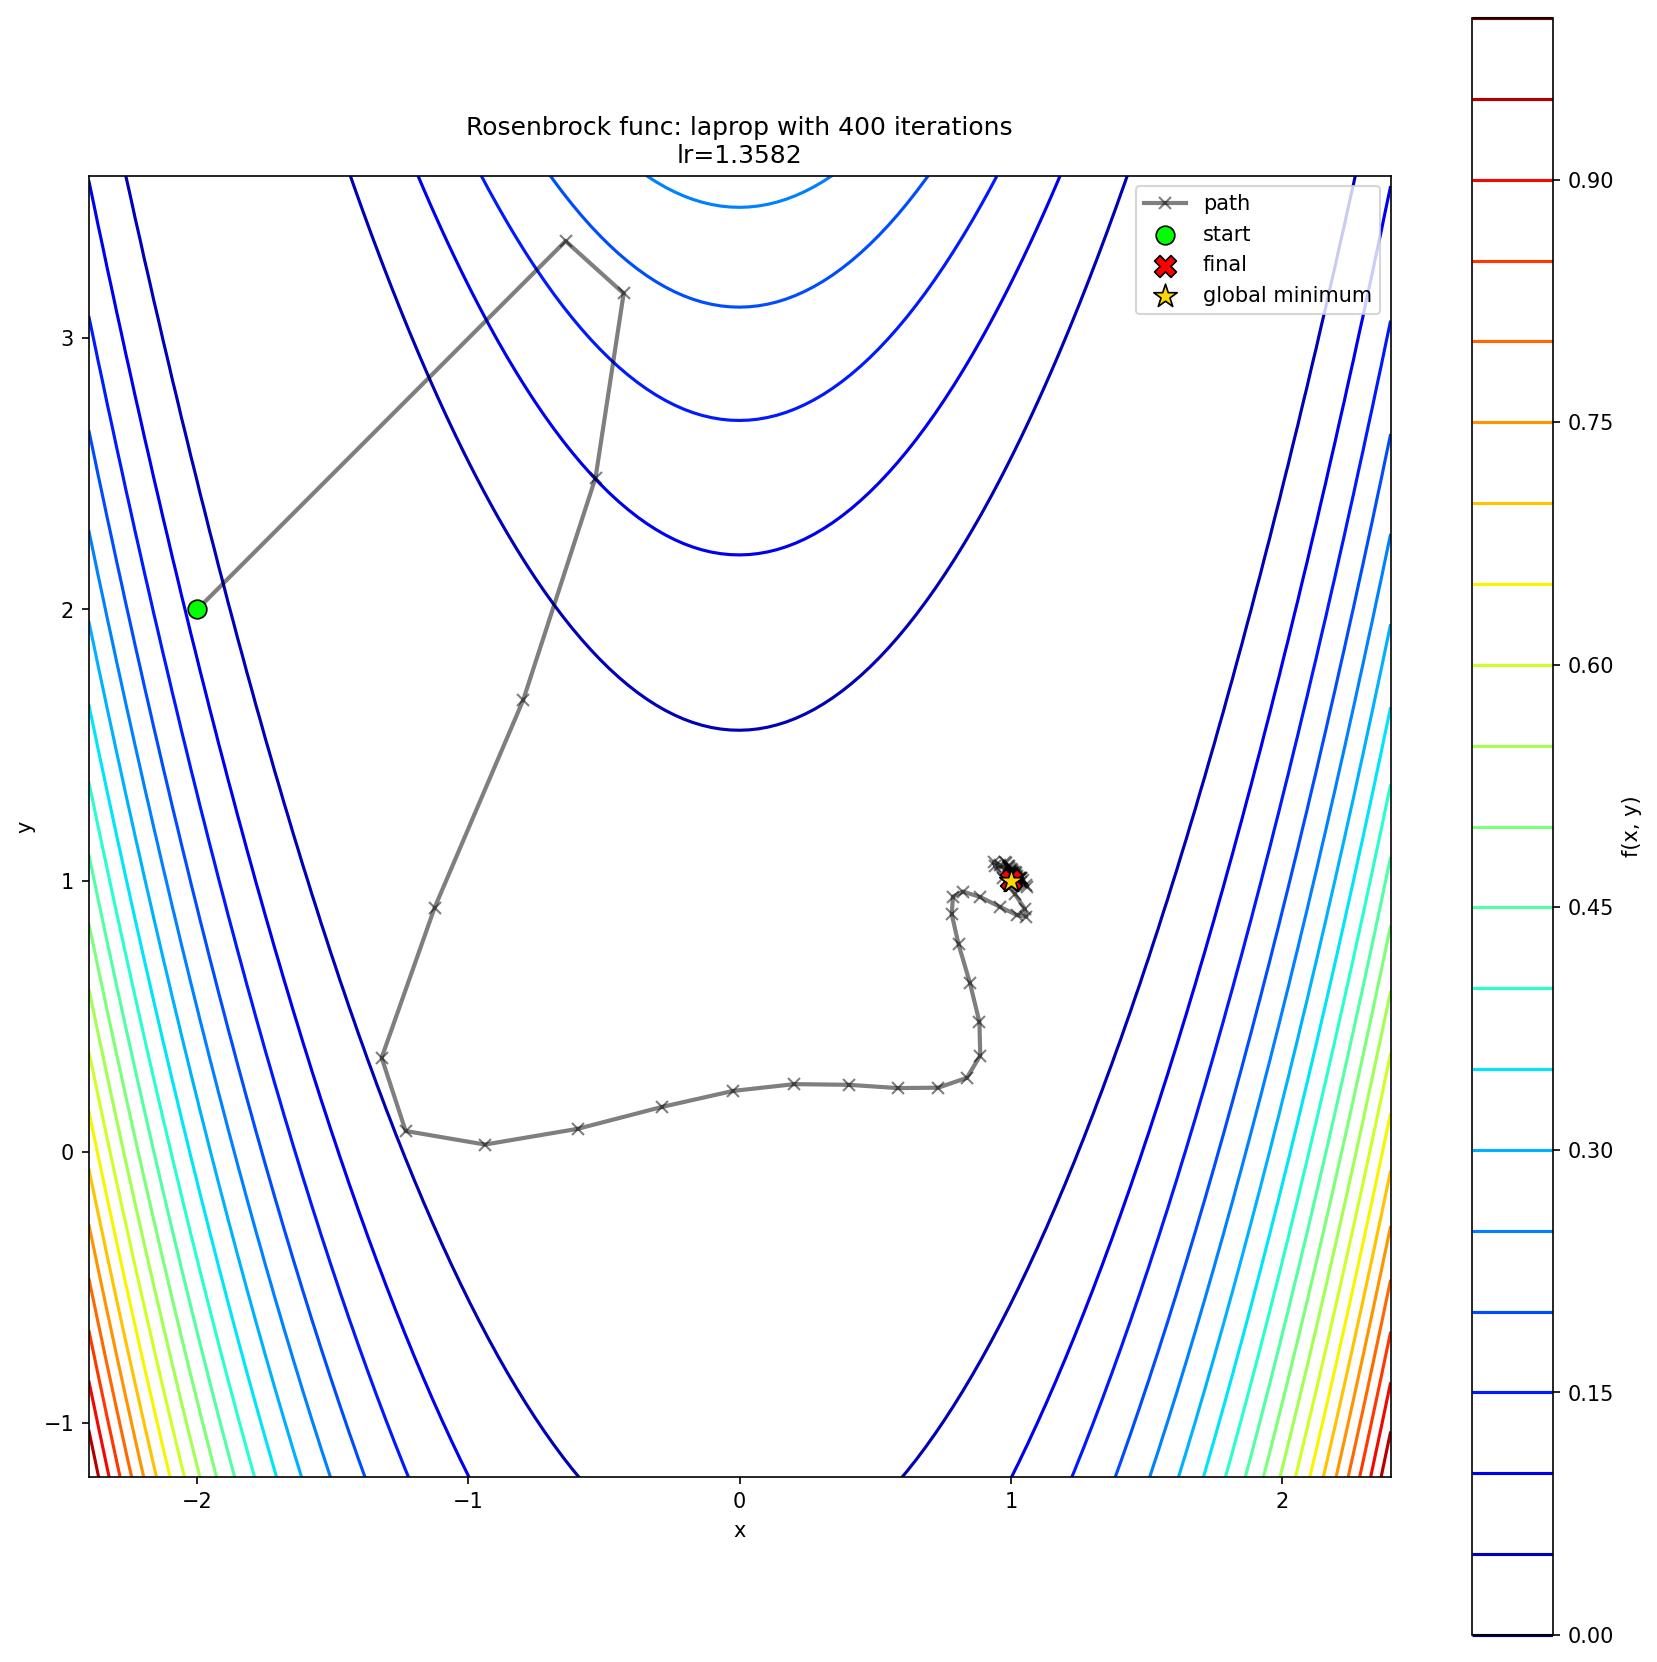 Rosenbrock func: laprop with 400 iterations
lr=1.3582
path
start
final
global minimum
y
3
2
1
0
−1
−2
−1
0
1
2
x
0.90
0.75
0.60
0.45
0.30
0.15
0.00
f(x, y)